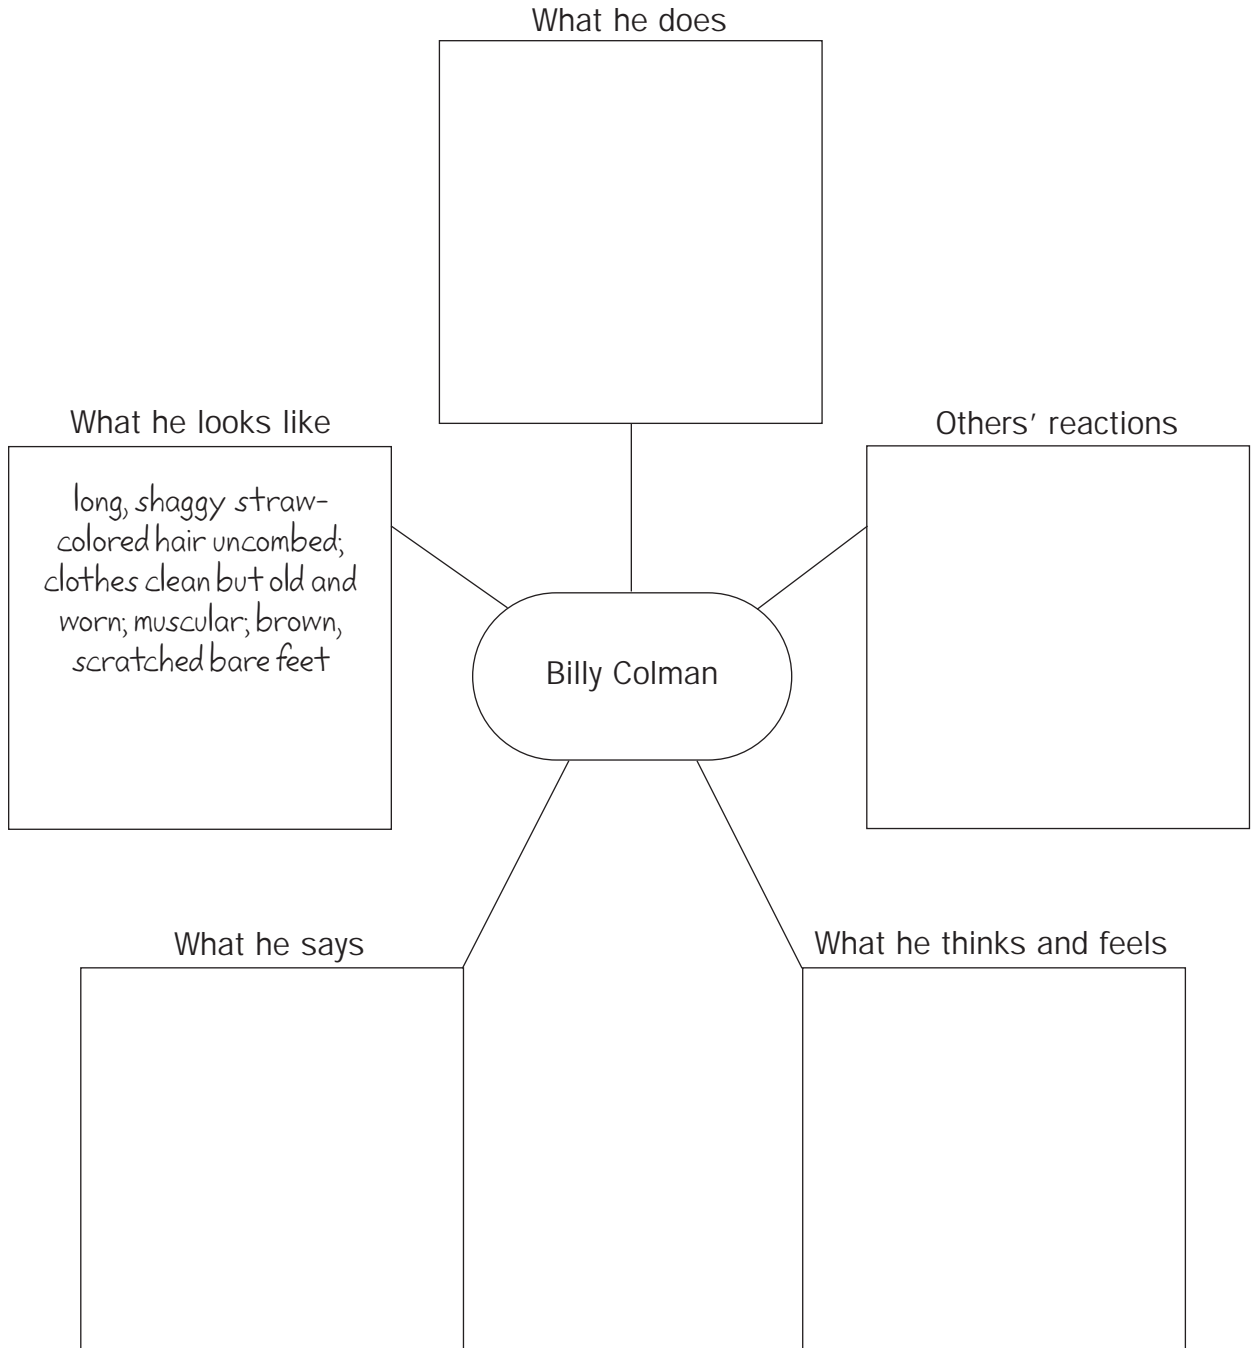 What he does
What he looks like
long, shaggy straw-
colored hair uncombed;
clothes clean but old and
worn; muscular; brown,
scratched bare feet
Others' reactions
Billy Colman
What he says
What he thinks and feels